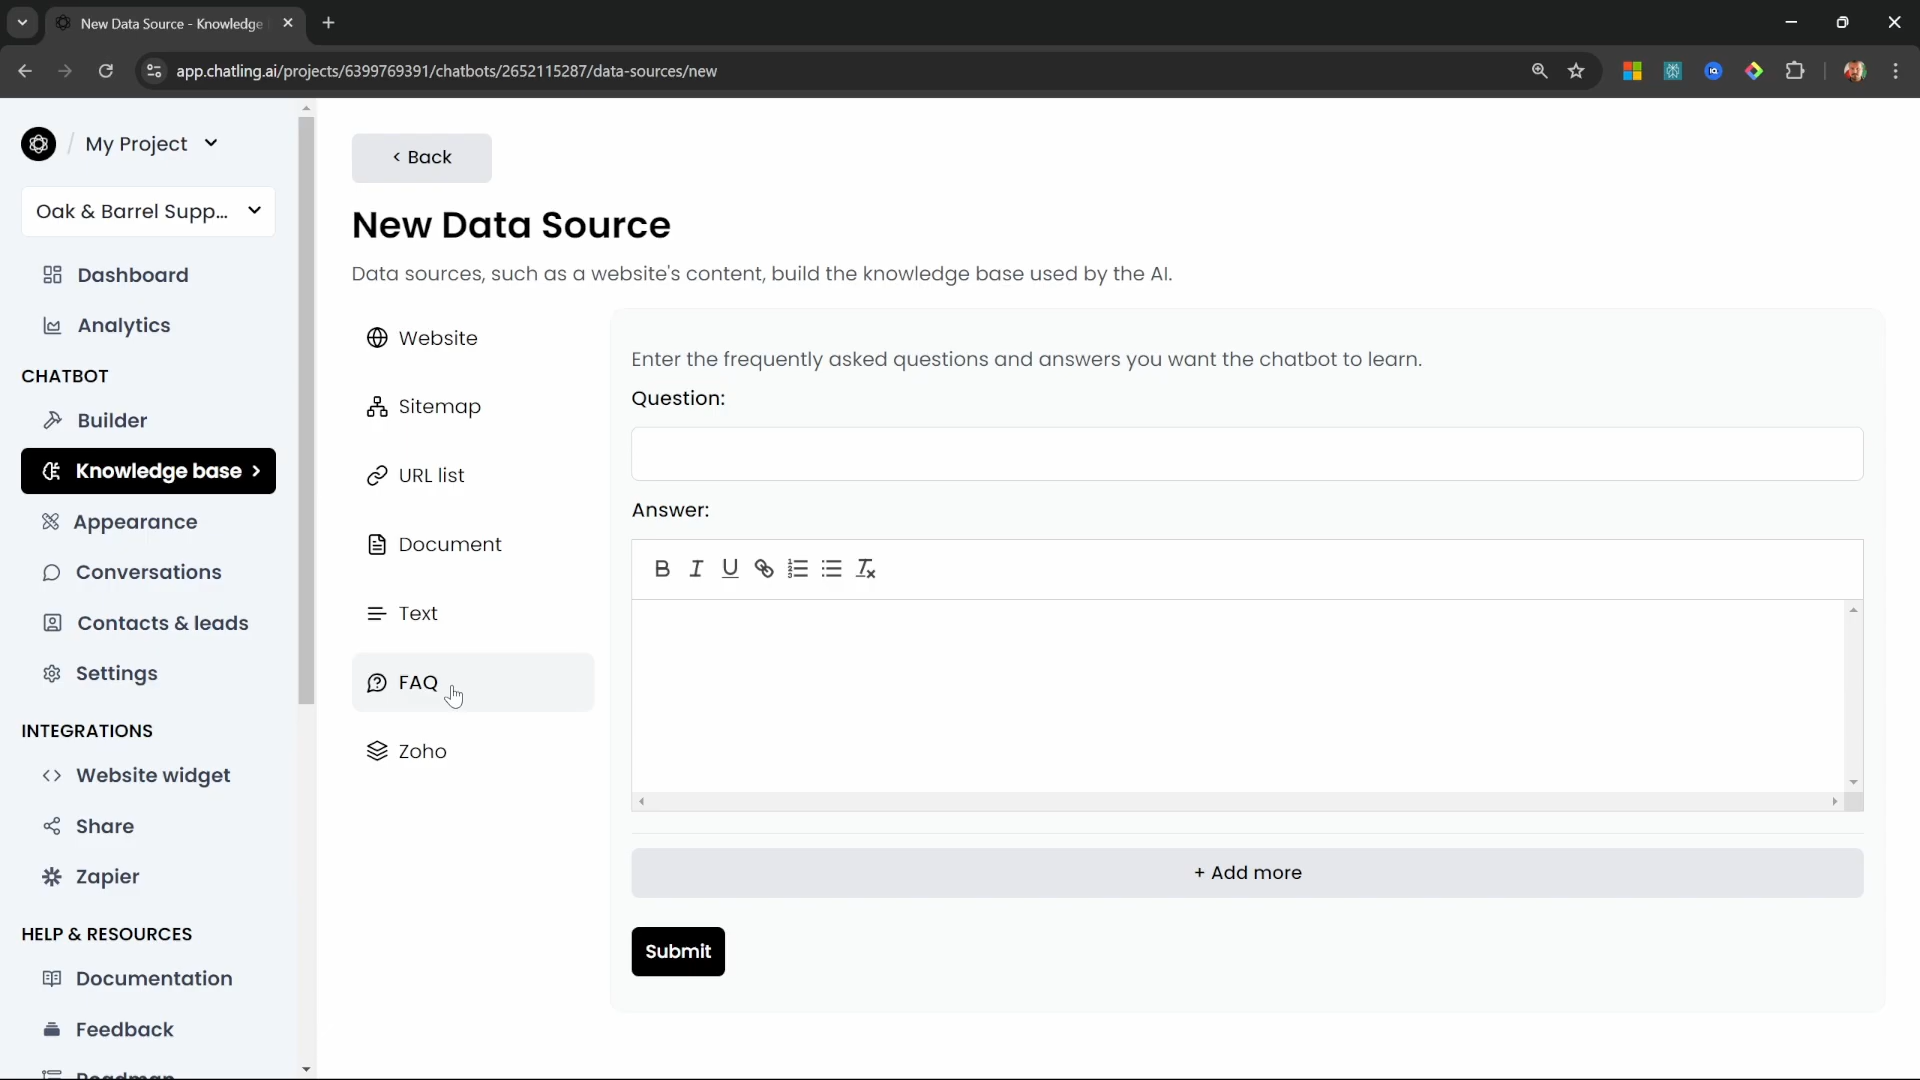 New Data Source - Knowledge
app.chatling.ai/projects/6399769391/chatbots/2652115287/data-sources/new
/ My Project
Oak & Barrel Supp...
Dashboard
Analytics
CHATBOT
Builder
Knowledge base
Appearance
Conversations
Contacts & leads
Settings
INTEGRATIONS
Website widget
Share
Zapier
HELP & RESOURCES
Documentation
Feedback
Roadmap
< Back
New Data Source
Data sources, such as a website's content, build the knowledge base used by the AI.
Website
Sitemap
URL list
Document
Text
FAQ
Zoho
Enter the frequently asked questions and answers you want the chatbot to learn.
Question:
Answer:
+ Add more
Submit